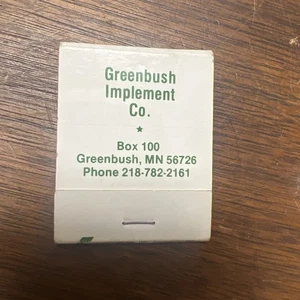 Greenbush
Implement
Co.
★
Box 100
Greenbush, MN 56726
Phone 218-782-2161